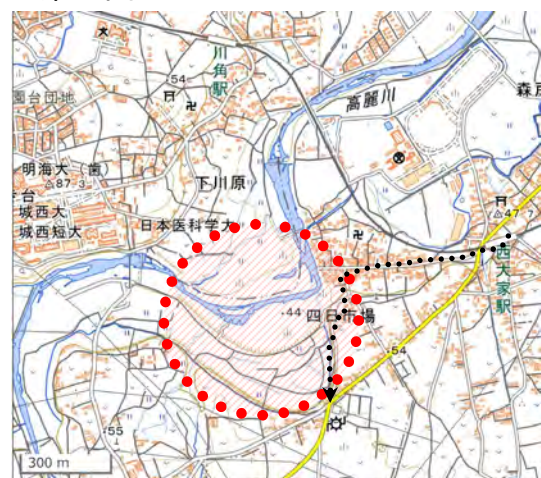 川角駅
54
園台団地
高麗川
森戸
明海大(歯)
87.3
下川原
城西大
城西短大
日本医科学大
47
西大家駅
44
四日市場
54
55
300 m